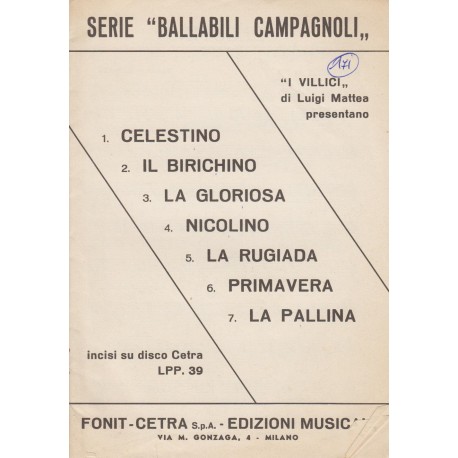 SERIE "BALLABILI CAMPAGNOLI„
171
"I VILLICI„
di Luigi Mattea
presentano
1. CELESTINO
2. IL BIRICHINO
3. LA GLORIOSA
4. NICOLINO
5. LA RUGIADA
6. PRIMAVERA
7. LA PALLINA
incisi su disco Cetra
LPP. 39
FONIT-CETRA S.p.A. - EDIZIONI MUSICA
VIA M. GONZAGA, 4 - MILANO